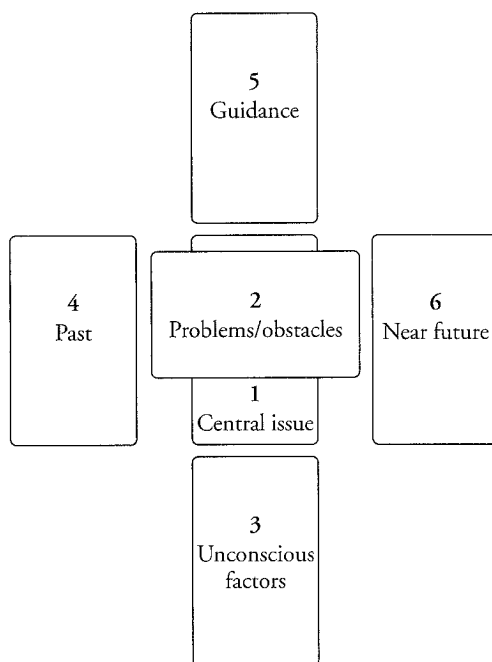 5
Guidance
4
Past
2
Problems/obstacles
6
Near future
1
Central issue
3
Unconscious
factors